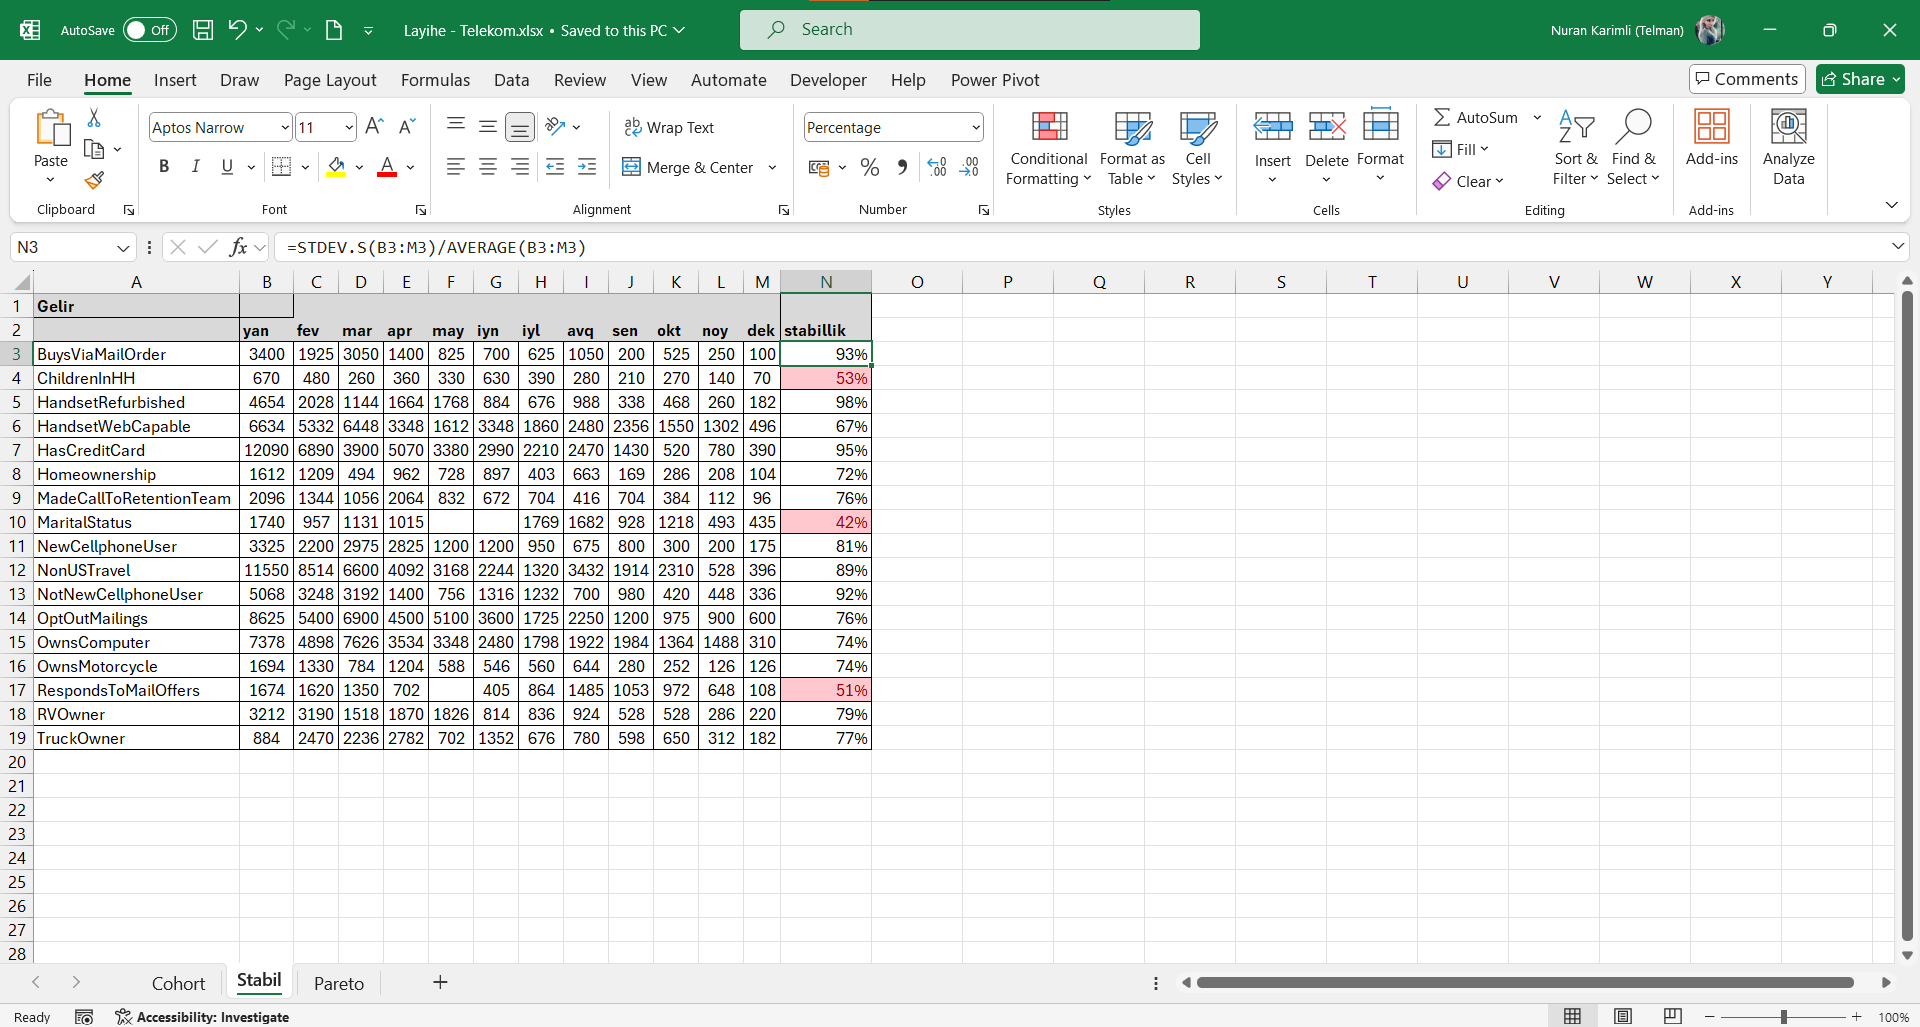 AutoSave Off Layihe - Telekom.xlsx • Saved to this PC Search Nuran Karimli (Telman)
File Home Insert Draw Page Layout Formulas Data Review View Automate Developer Help Power Pivot Comments Share
Paste Aptos Narrow 11 Wrap Text Percentage Conditional Formatting Format as Table Cell Styles Insert Delete Format AutoSum Sort & Filter Find & Select Add-ins Analyze Data
B I U Merge & Center % Fill
Clear
Clipboard Font Alignment Number Styles Cells Editing Add-ins
N3 fx =STDEV.S(B3:M3)/AVERAGE(B3:M3)
A B C D E F G H I J K L M N O P Q R S T U V W X Y
1 Gelir
2 yan fev mar apr may iyn iyl avq sen okt noy dek stabillik
3 BuysViaMailOrder 3400 1925 3050 1400 825 700 625 1050 200 525 250 100 93%
4 ChildrenInHH 670 480 260 360 330 630 390 280 210 270 140 70 53%
5 HandsetRefurbished 4654 2028 1144 1664 1768 884 676 988 338 468 260 182 98%
6 HandsetWebCapable 6634 5332 6448 3348 1612 3348 1860 2480 2356 1550 1302 496 67%
7 HasCreditCard 12090 6890 3900 5070 3380 2990 2210 2470 1430 520 780 390 95%
8 Homeownership 1612 1209 494 962 728 897 403 663 169 286 208 104 72%
9 MadeCallToRetentionTeam 2096 1344 1056 2064 832 672 704 416 704 384 112 96 76%
10 MaritalStatus 1740 957 1131 1015 1769 1682 928 1218 493 435 42%
11 NewCellphoneUser 3325 2200 2975 2825 1200 1200 950 675 800 300 200 175 81%
12 NonUSTravel 11550 8514 6600 4092 3168 2244 1320 3432 1914 2310 528 396 89%
13 NotNewCellphoneUser 5068 3248 3192 1400 756 1316 1232 700 980 420 448 336 92%
14 OptOutMailings 8625 5400 6900 4500 5100 3600 1725 2250 1200 975 900 600 76%
15 OwnsComputer 7378 4898 7626 3534 3348 2480 1798 1922 1984 1364 1488 310 74%
16 OwnsMotorcycle 1694 1330 784 1204 588 546 560 644 280 252 126 126 74%
17 RespondsToMailOffers 1674 1620 1350 702 405 864 1485 1053 972 648 108 51%
18 RVOwner 3212 3190 1518 1870 1826 814 836 924 528 528 286 220 79%
19 TruckOwner 884 2470 2236 2782 702 1352 676 780 598 650 312 182 77%
20
21
22
23
24
25
26
27
28
Cohort Stabil Pareto +
Ready Accessibility: Investigate 100%